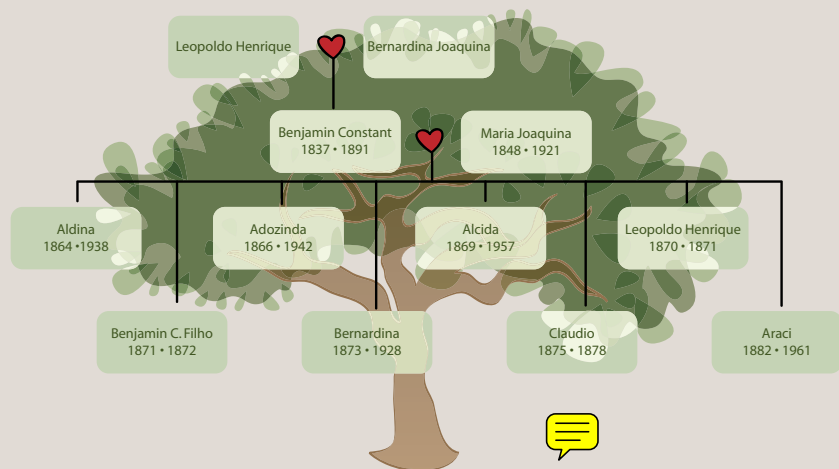 Leopoldo Henrique
Bernardina Joaquina
Benjamin Constant
1837 • 1891
Maria Joaquina
1848 • 1921
Aldina
1864 •1938
Adozinda
1866 • 1942
Alcida
1869 • 1957
Leopoldo Henrique
1870 • 1871
Benjamin C. Filho
1871 • 1872
Bernardina
1873 • 1928
Claudio
1875 • 1878
Araci
1882 • 1961